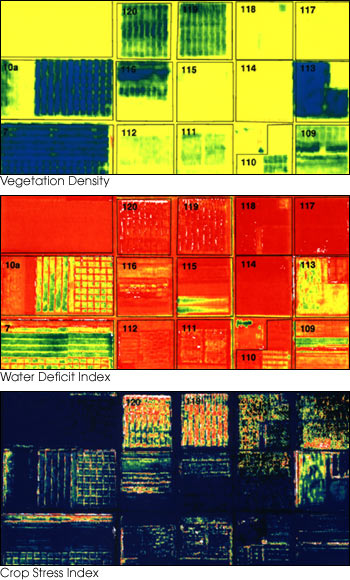 120 119 118 117
10a 116 115 114 113
7 112 111 110 109
Vegetation Density
120 119 118 117
10a 116 115 114 113
7 112 111 110 109
Water Deficit Index
120
Crop Stress Index